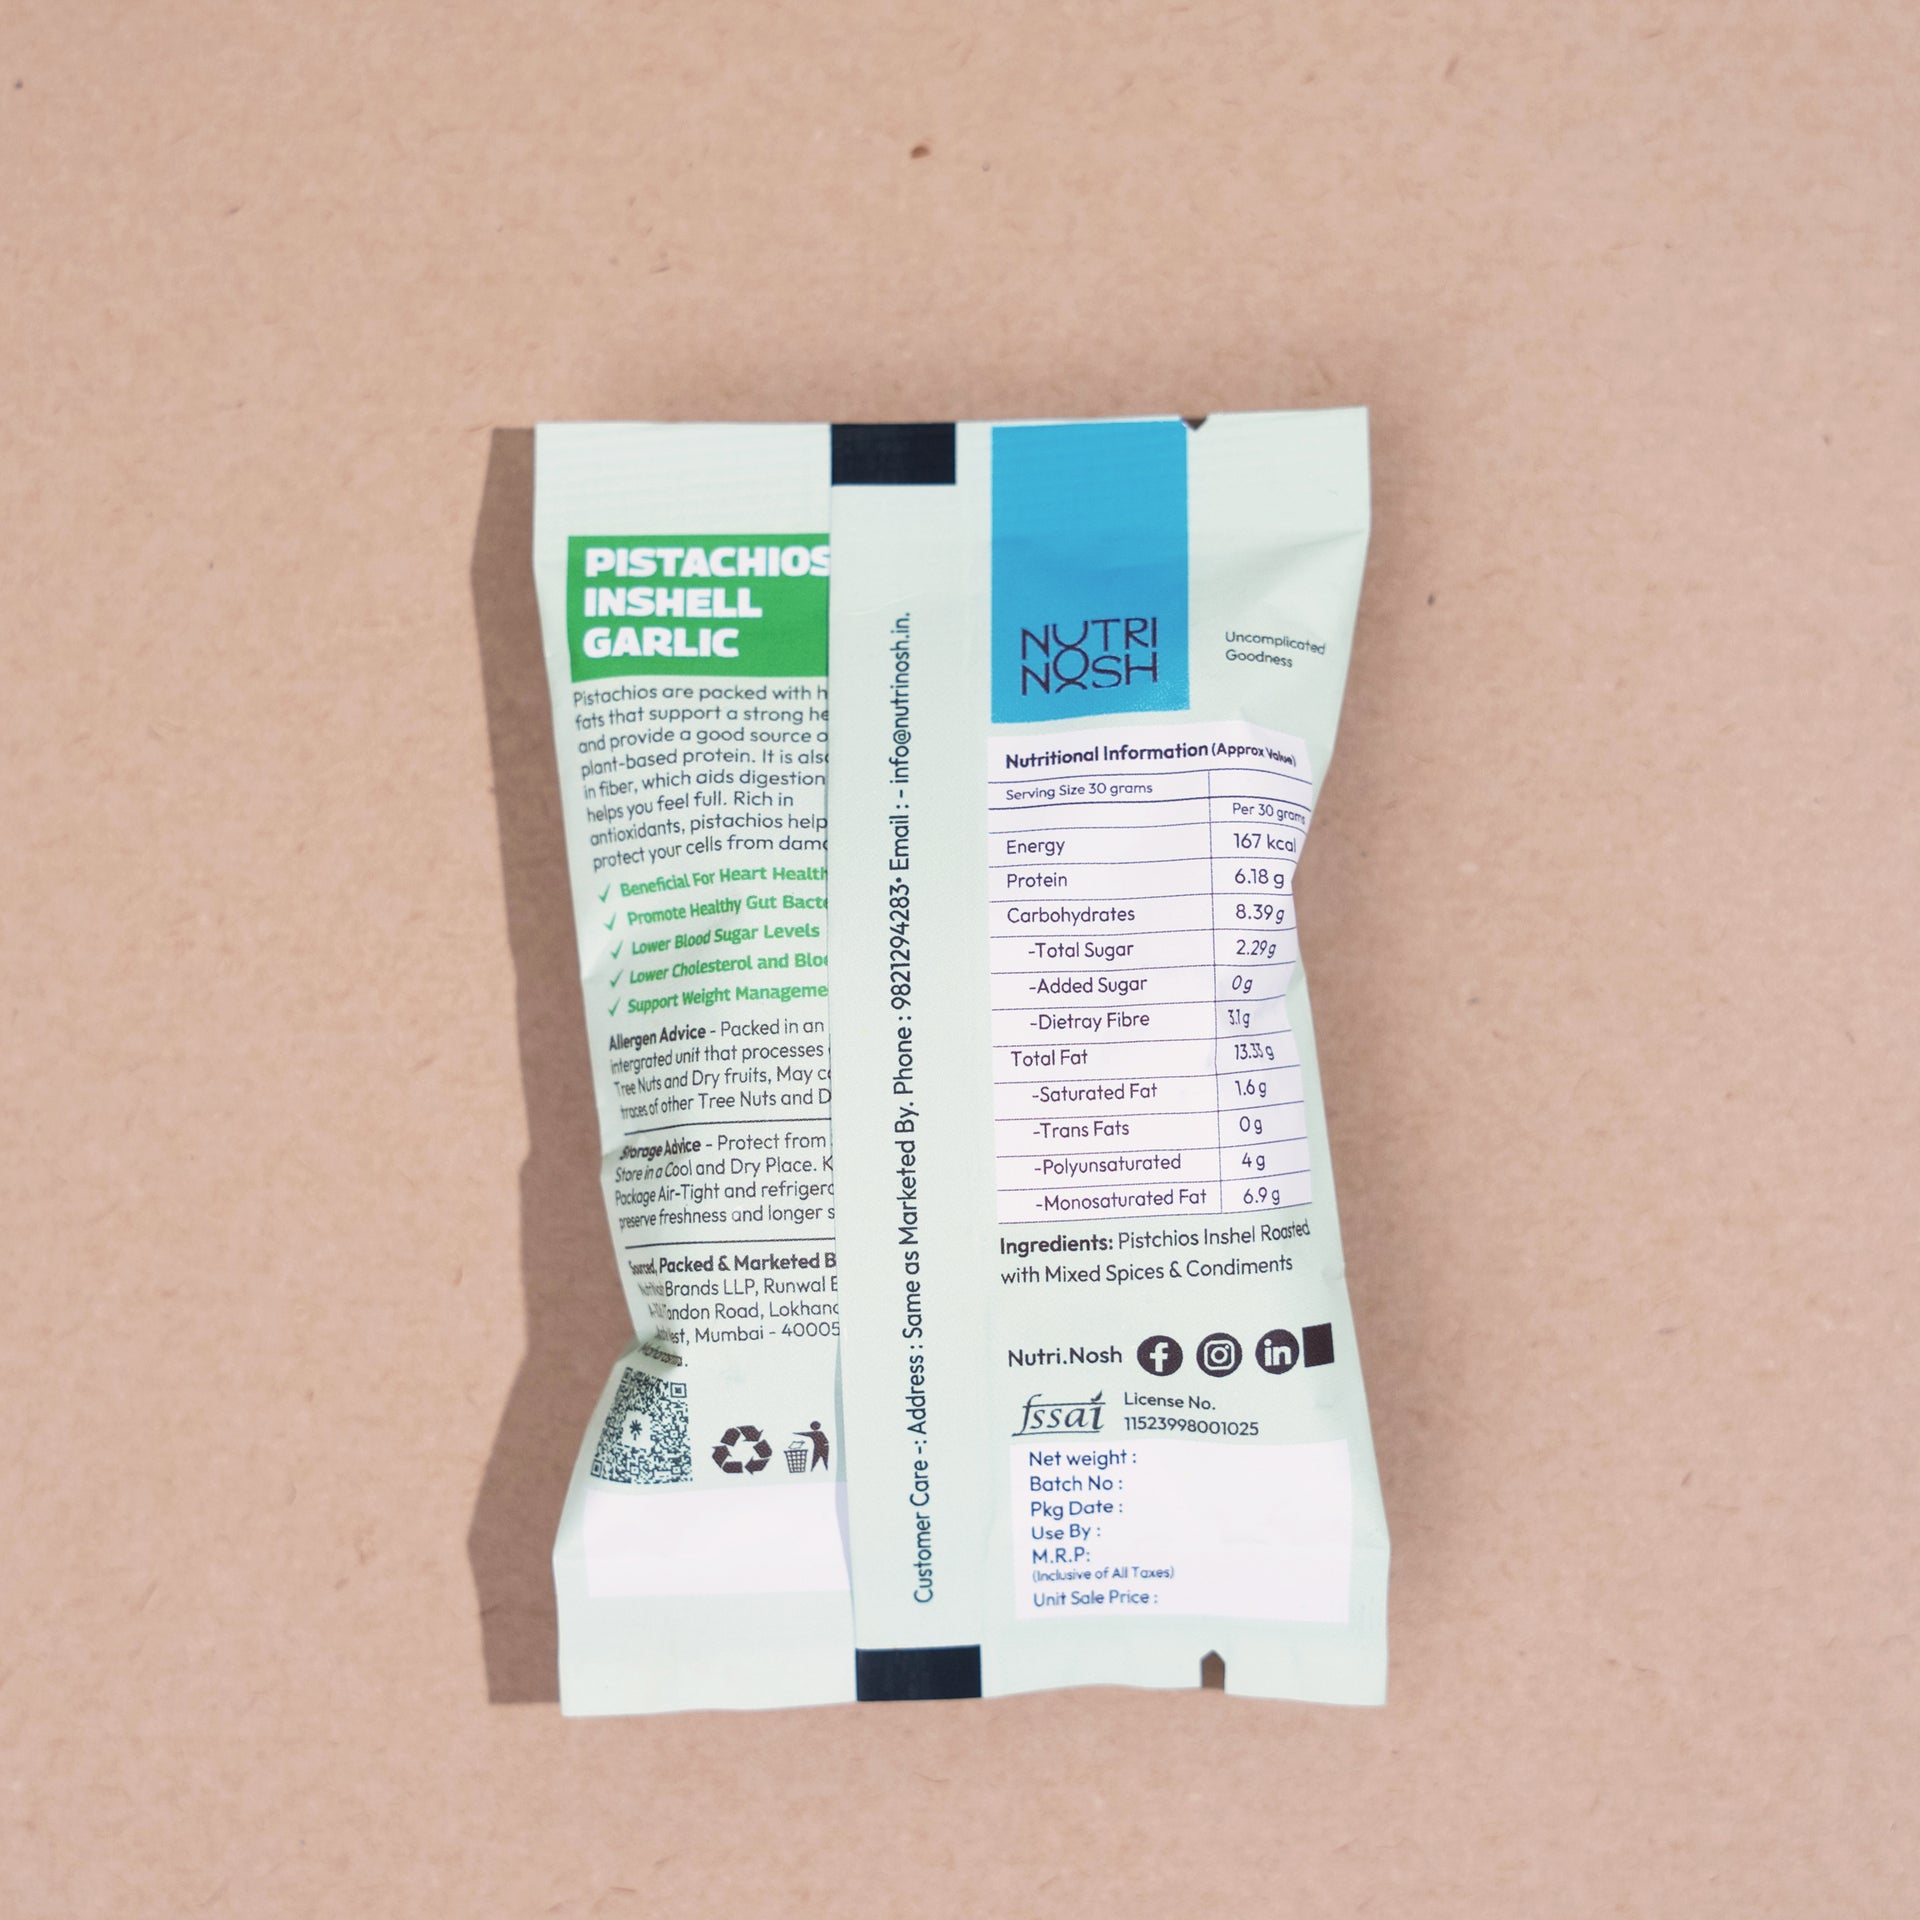 PISTACHIOS
INSHELL
GARLIC
Pistachios are packed with h
fats that support a strong he
and provide a good source o
plant-based protein. It is also
in fiber, which aids digestion
helps you feel full. Rich in
antioxidants, pistachios help
protect your cells from dama
Beneficial For Heart Health
Promote Healthy Gut Bacte
Lower Blood Sugar Levels
Lower Cholesterol and Bloo
Support Weight Manageme
Allergen Advice - Packed in an
intergrated unit that processes
Tree Nuts and Dry fruits, May co
traces of other Tree Nuts and D
Storage Advice - Protect from
Store in a Cool and Dry Place. K
Package Air-Tight and refrigera
preserve freshness and longer s
Sourced, Packed & Marketed B
Brands LLP, Runwal E
Tandon Road, Lokhand
West, Mumbai - 40005
Customer Care -: Address : Same as Marketed By. Phone : 9821294283• Email : - info@nutrinosh.in.
NUTRI
NOSH
Uncomplicated
Goodness
Nutritional Information (Approx Value)
Serving Size 30 grams
Per 30 grams
Energy 167 kcal
Protein 6.18 g
Carbohydrates 8.39 g
-Total Sugar 2.29g
-Added Sugar 0 g
-Dietray Fibre 3.1g
Total Fat 13.33 g
-Saturated Fat 1.6 g
-Trans Fats 0 g
-Polyunsaturated 4 g
-Monosaturated Fat 6.9 g
Ingredients: Pistchios Inshel Roasted
with Mixed Spices & Condiments
Nutri.Nosh
fssai License No.
11523998001025
Net weight :
Batch No :
Pkg Date :
Use By :
M.R.P:
(Inclusive of All Taxes)
Unit Sale Price :